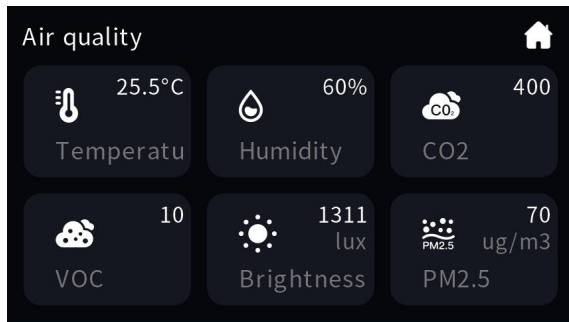 Air quality
25.5°C
Temperatu
60%
Humidity
400
CO2
CO2
10
VOC
1311
lux
Brightness
70
PM2.5
ug/m3
PM2.5